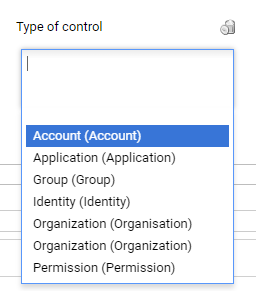 Type of control
Account (Account)
Application (Application)
Group (Group)
Identity (Identity)
Organization (Organisation)
Organization (Organization)
Permission (Permission)